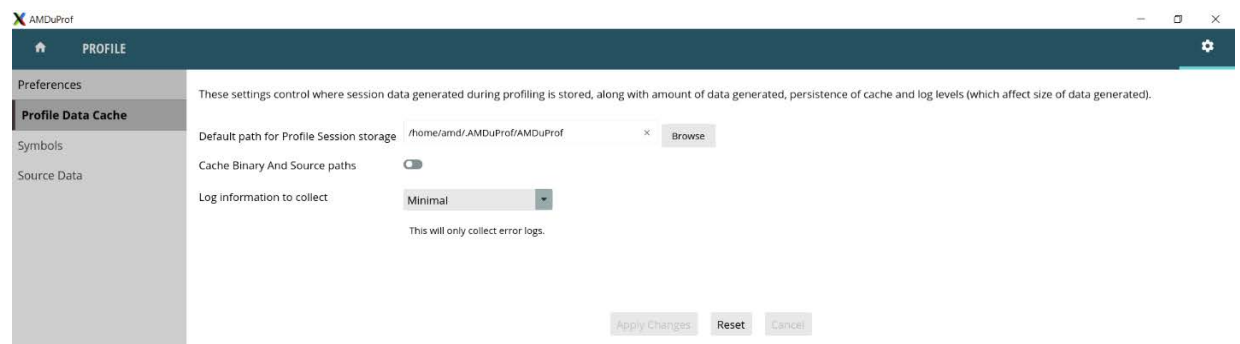 AMDuProf
PROFILE
Preferences
Profile Data Cache
Symbols
Source Data
These settings control where session data generated during profiling is stored, along with amount of data generated, persistence of cache and log levels (which affect size of data generated).
Default path for Profile Session storage /home/amd/.AMDuProf/AMDuProf × Browse
Cache Binary And Source paths
Log information to collect Minimal
This will only collect error logs.
Apply Changes Reset Cancel